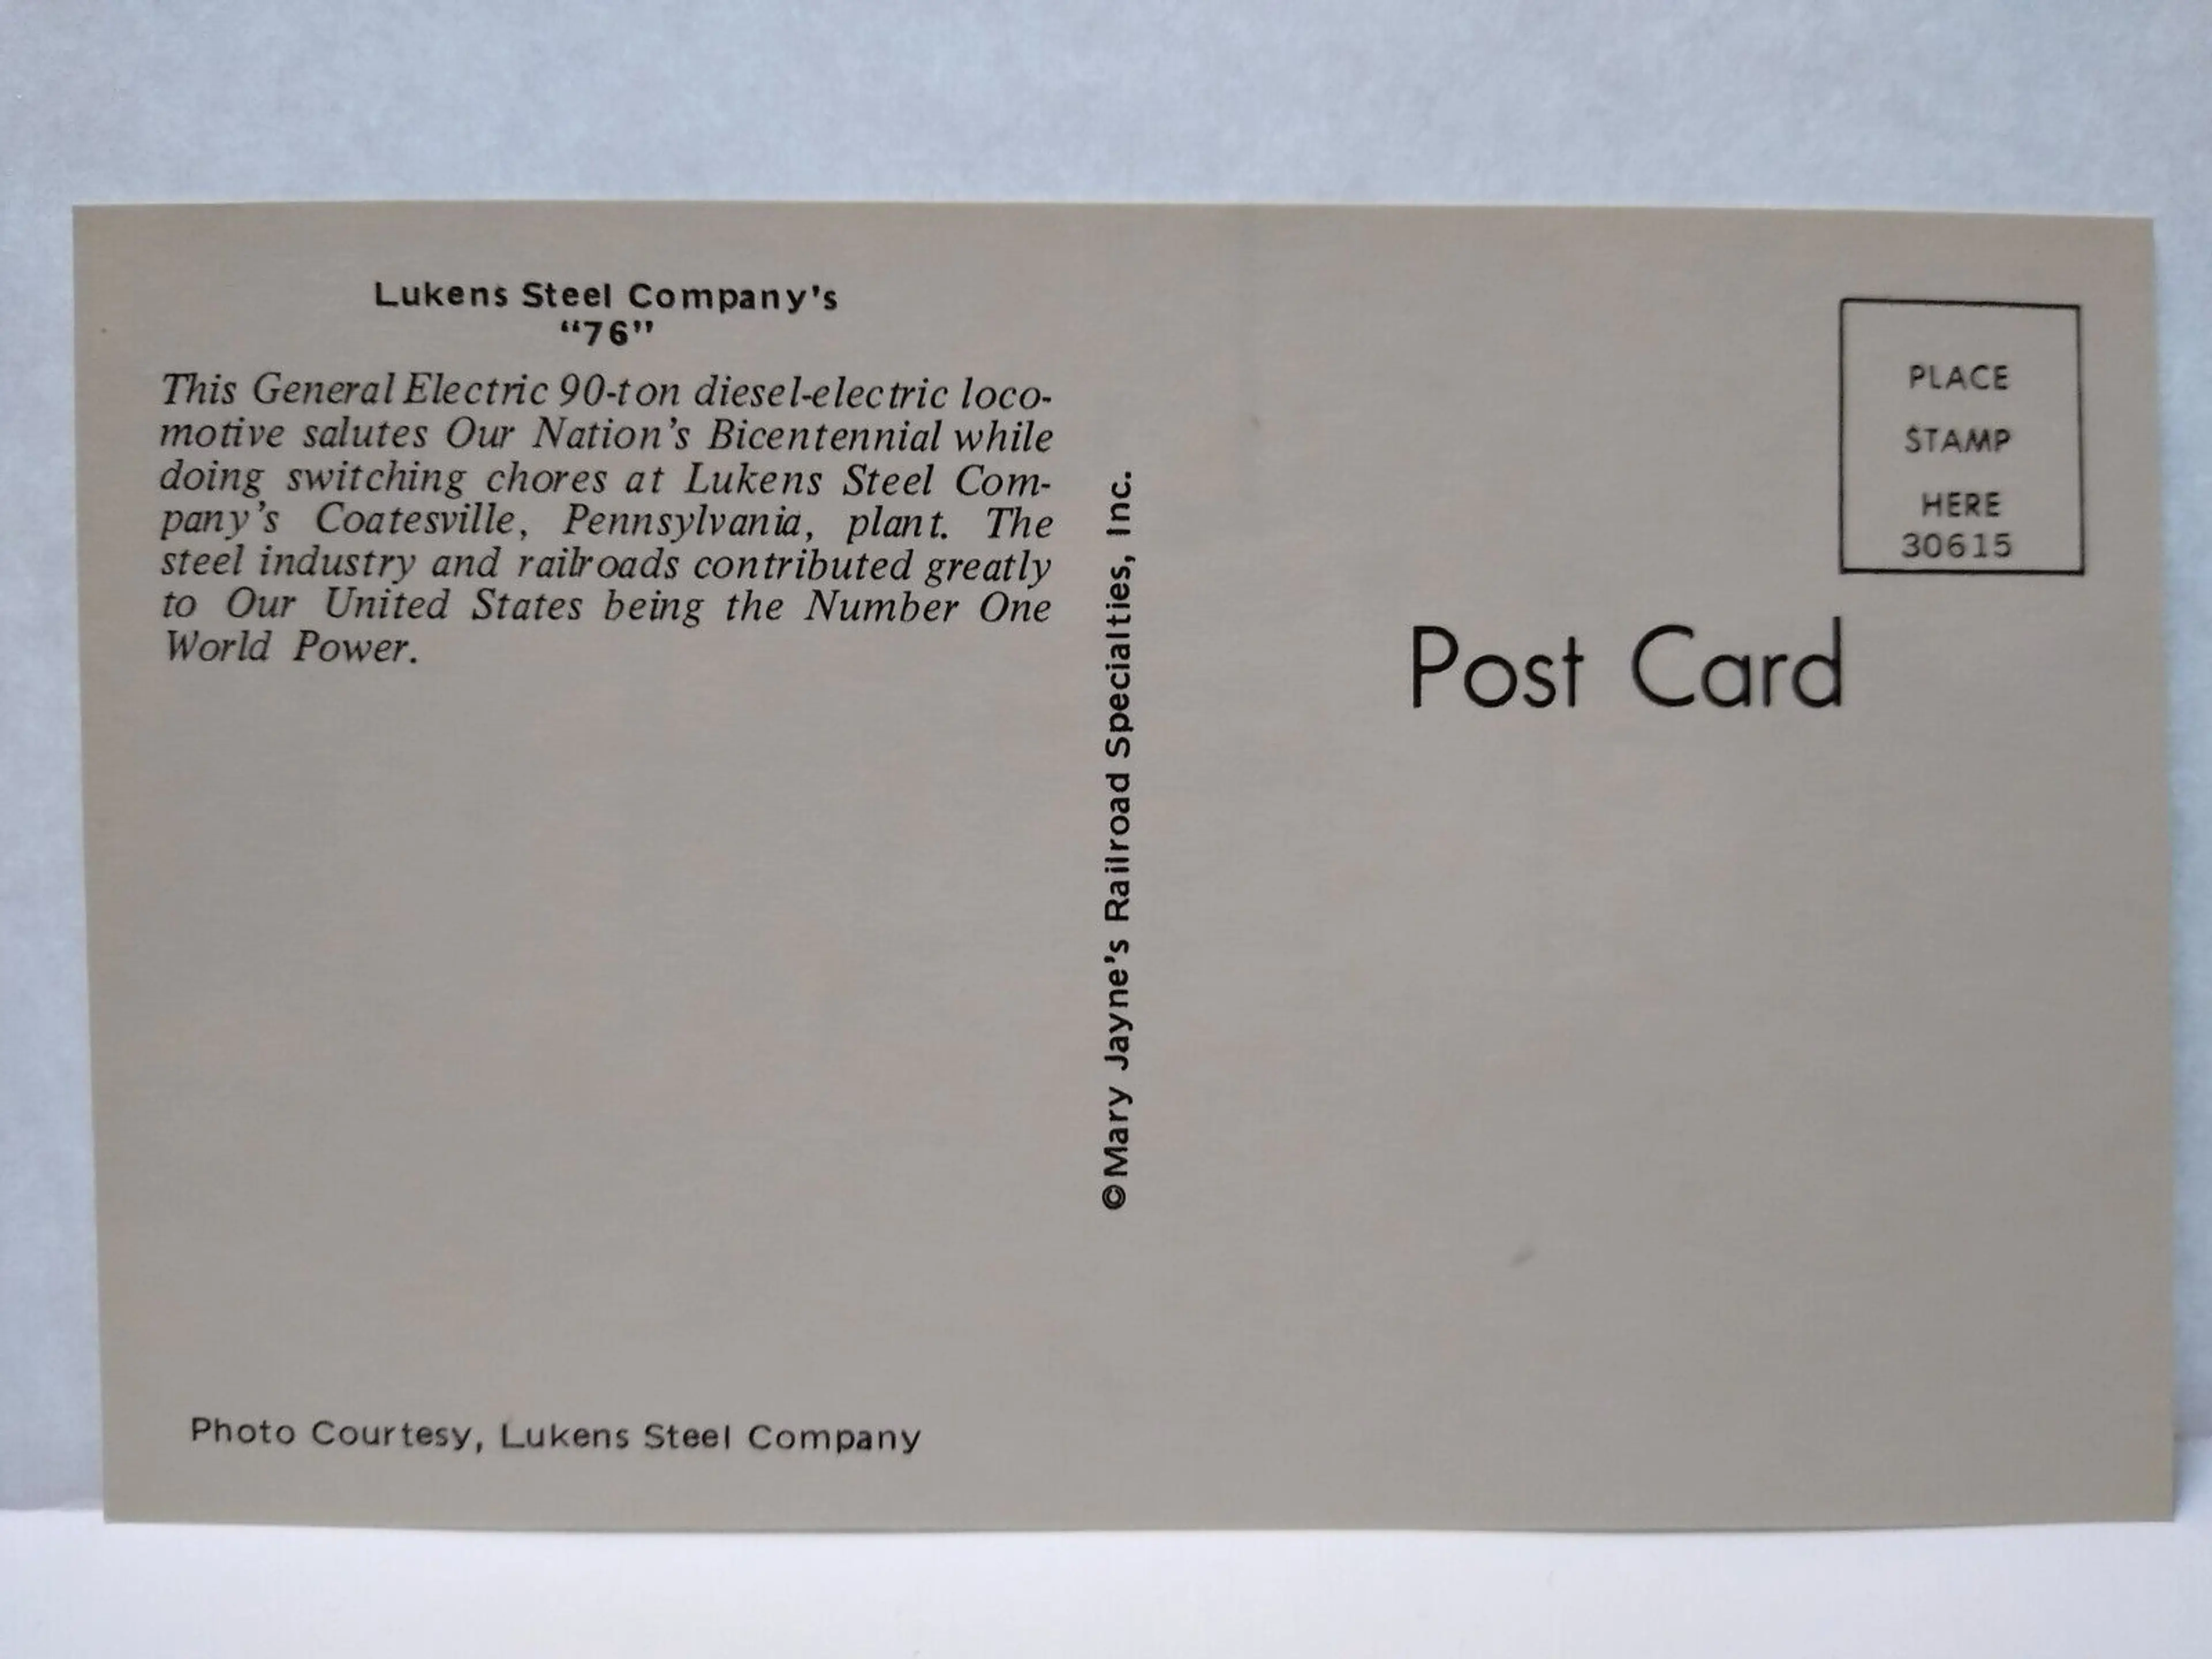 Lukens Steel Company's
“76”
This General Electric 90-ton diesel-electric loco-
motive salutes Our Nation's Bicentennial while
doing switching chores at Lukens Steel Com-
pany's Coatesville, Pennsylvania, plant. The
steel industry and railroads contributed greatly
to Our United States being the Number One
World Power.
Photo Courtesy, Lukens Steel Company
©Mary Jayne's Railroad Specialties, Inc.
PLACE
STAMP
HERE
30615
Post Card